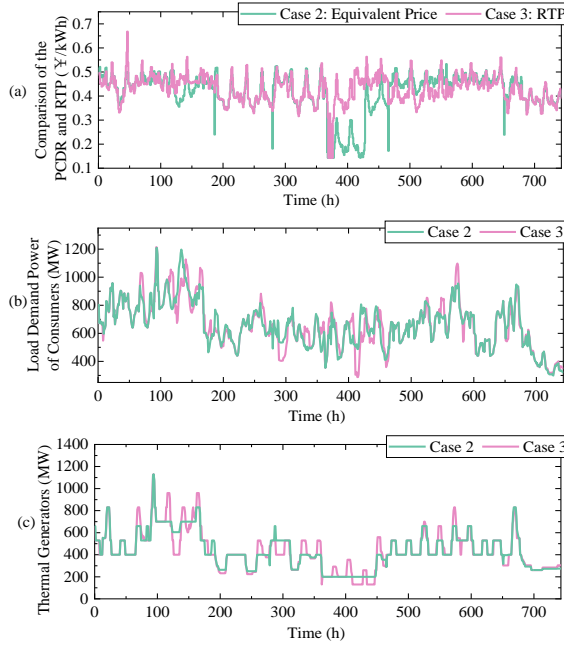 Case 2: Equivalent Price Case 3: RTP
(a)
Comparison of the
PCDR and RTP (¥/kWh)
0.7
0.6
0.5
0.4
0.3
0.2
0.1
0 100 200 300 400 500 600 700
Time (h)
Case 2 Case 3
(b)
Load Demand Power
of Consumers (MW)
1200
1000
800
600
400
0 100 200 300 400 500 600 700
Time (h)
Case 2 Case 3
(c)
Thermal Generators (MW)
1400
1200
1000
800
600
400
200
0
0 100 200 300 400 500 600 700
Time (h)